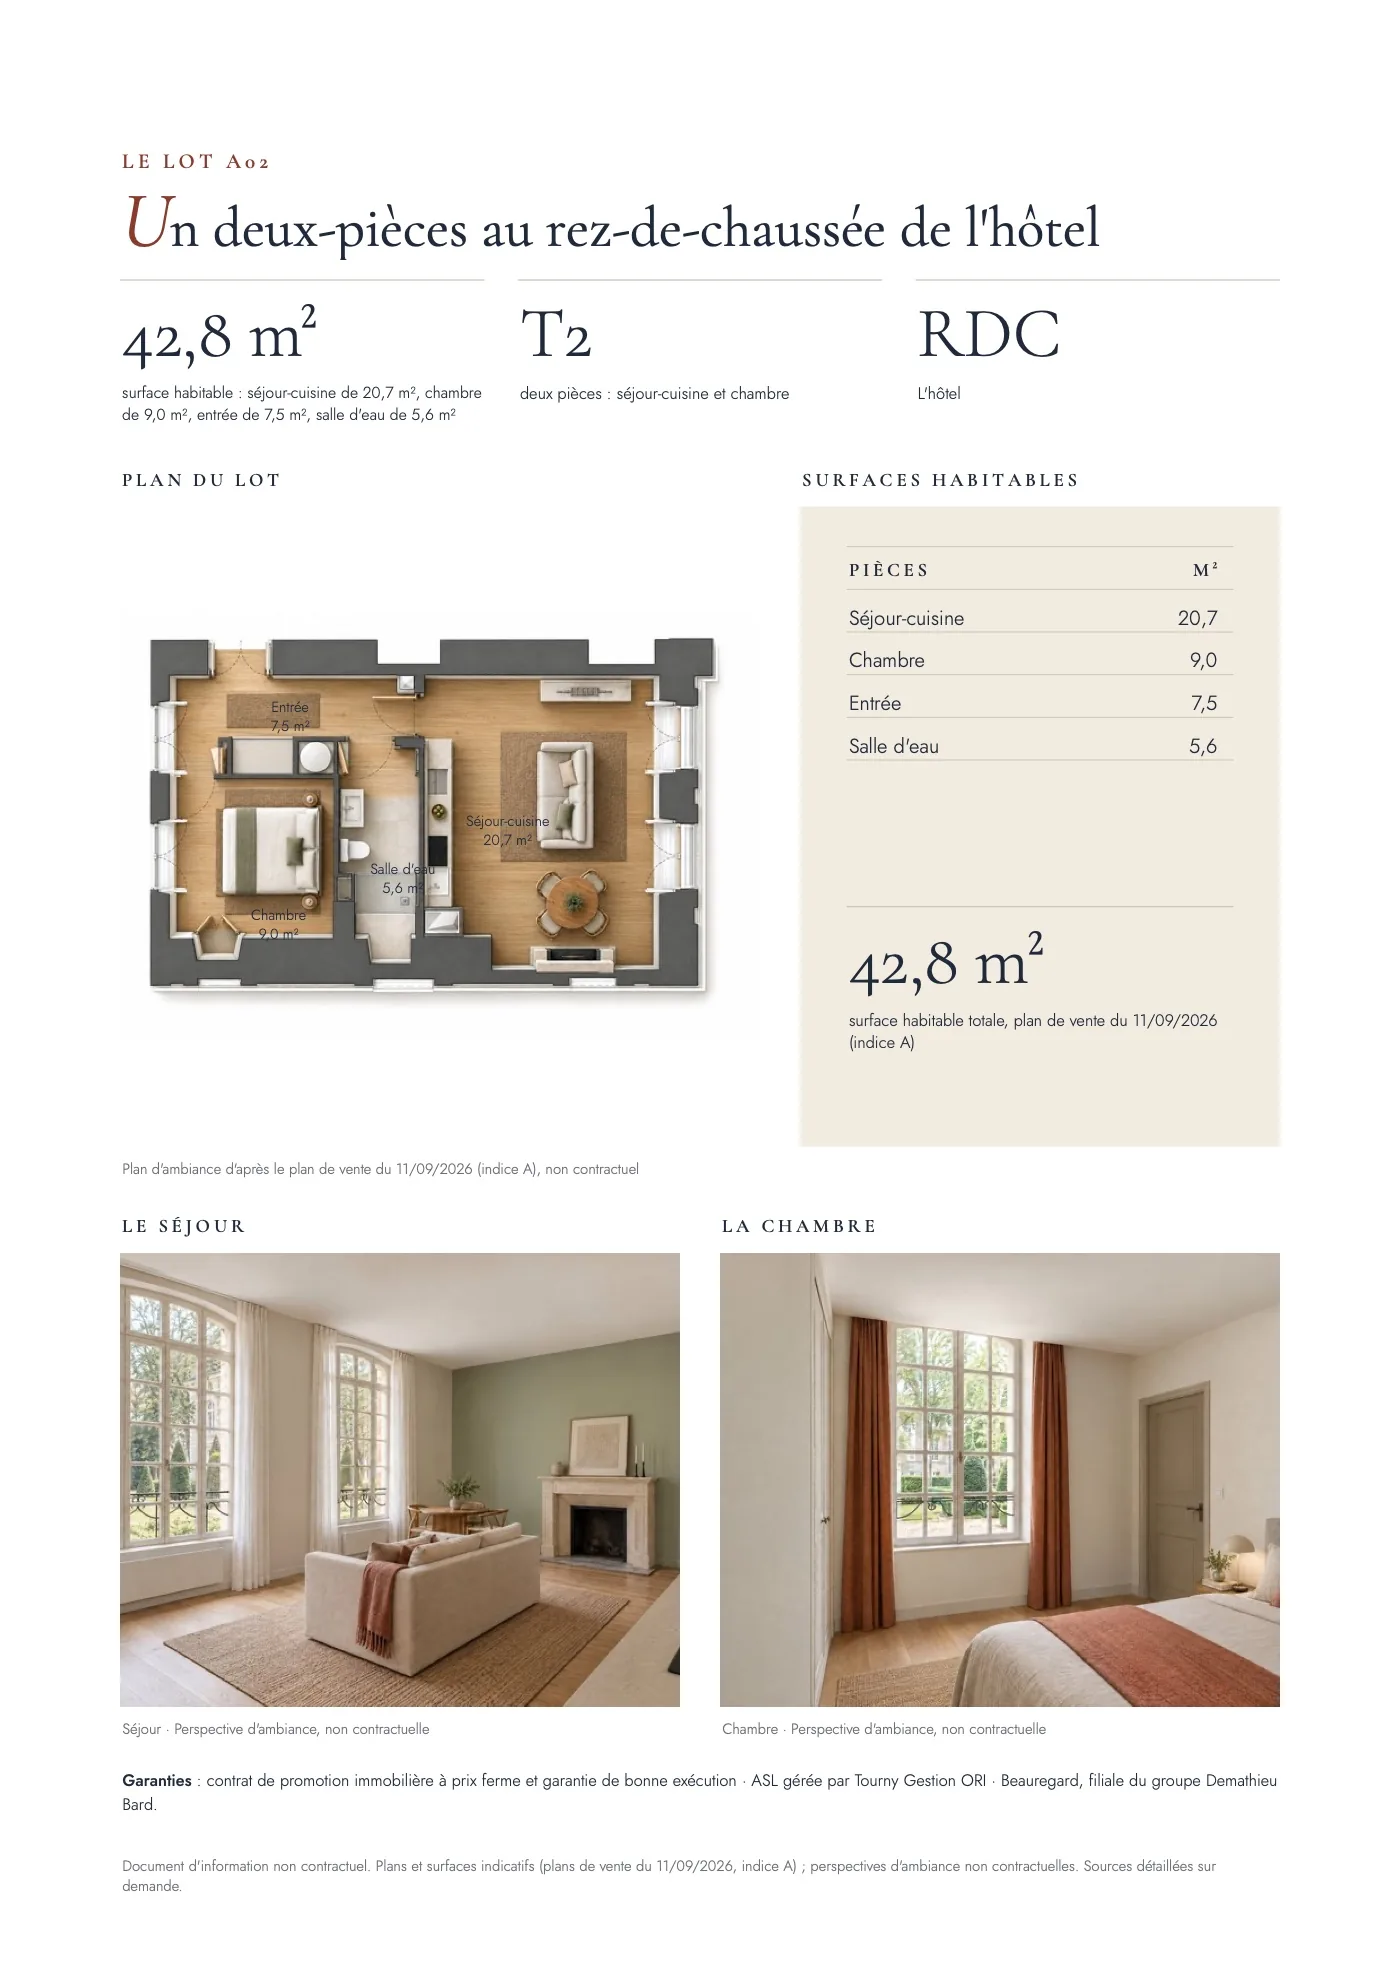 LE LOT A02
Un deux-pièces au rez-de-chaussée de l'hôtel
42,8 m²
surface habitable : séjour-cuisine de 20,7 m², chambre
de 9,0 m², entrée de 7,5 m², salle d'eau de 5,6 m²
T2
deux pièces : séjour-cuisine et chambre
RDC
L'hôtel
PLAN DU LOT
Entrée
7,5 m²
Séjour-cuisine
20,7 m²
Salle d'eau
5,6 m²
Chambre
9,0 m²
Plan d'ambiance d'après le plan de vente du 11/09/2026 (indice A), non contractuel
SURFACES HABITABLES
PIÈCES M²
Séjour-cuisine 20,7
Chambre 9,0
Entrée 7,5
Salle d'eau 5,6
42,8 m²
surface habitable totale, plan de vente du 11/09/2026
(indice A)
LE SÉJOUR
Séjour · Perspective d'ambiance, non contractuelle
LA CHAMBRE
Chambre · Perspective d'ambiance, non contractuelle
Garanties : contrat de promotion immobilière à prix ferme et garantie de bonne exécution · ASL gérée par Tourny Gestion ORI · Beauregard, filiale du groupe Demathieu
Bard.
Document d'information non contractuel. Plans et surfaces indicatifs (plans de vente du 11/09/2026, indice A) ; perspectives d'ambiance non contractuelles. Sources détaillées sur
demande.